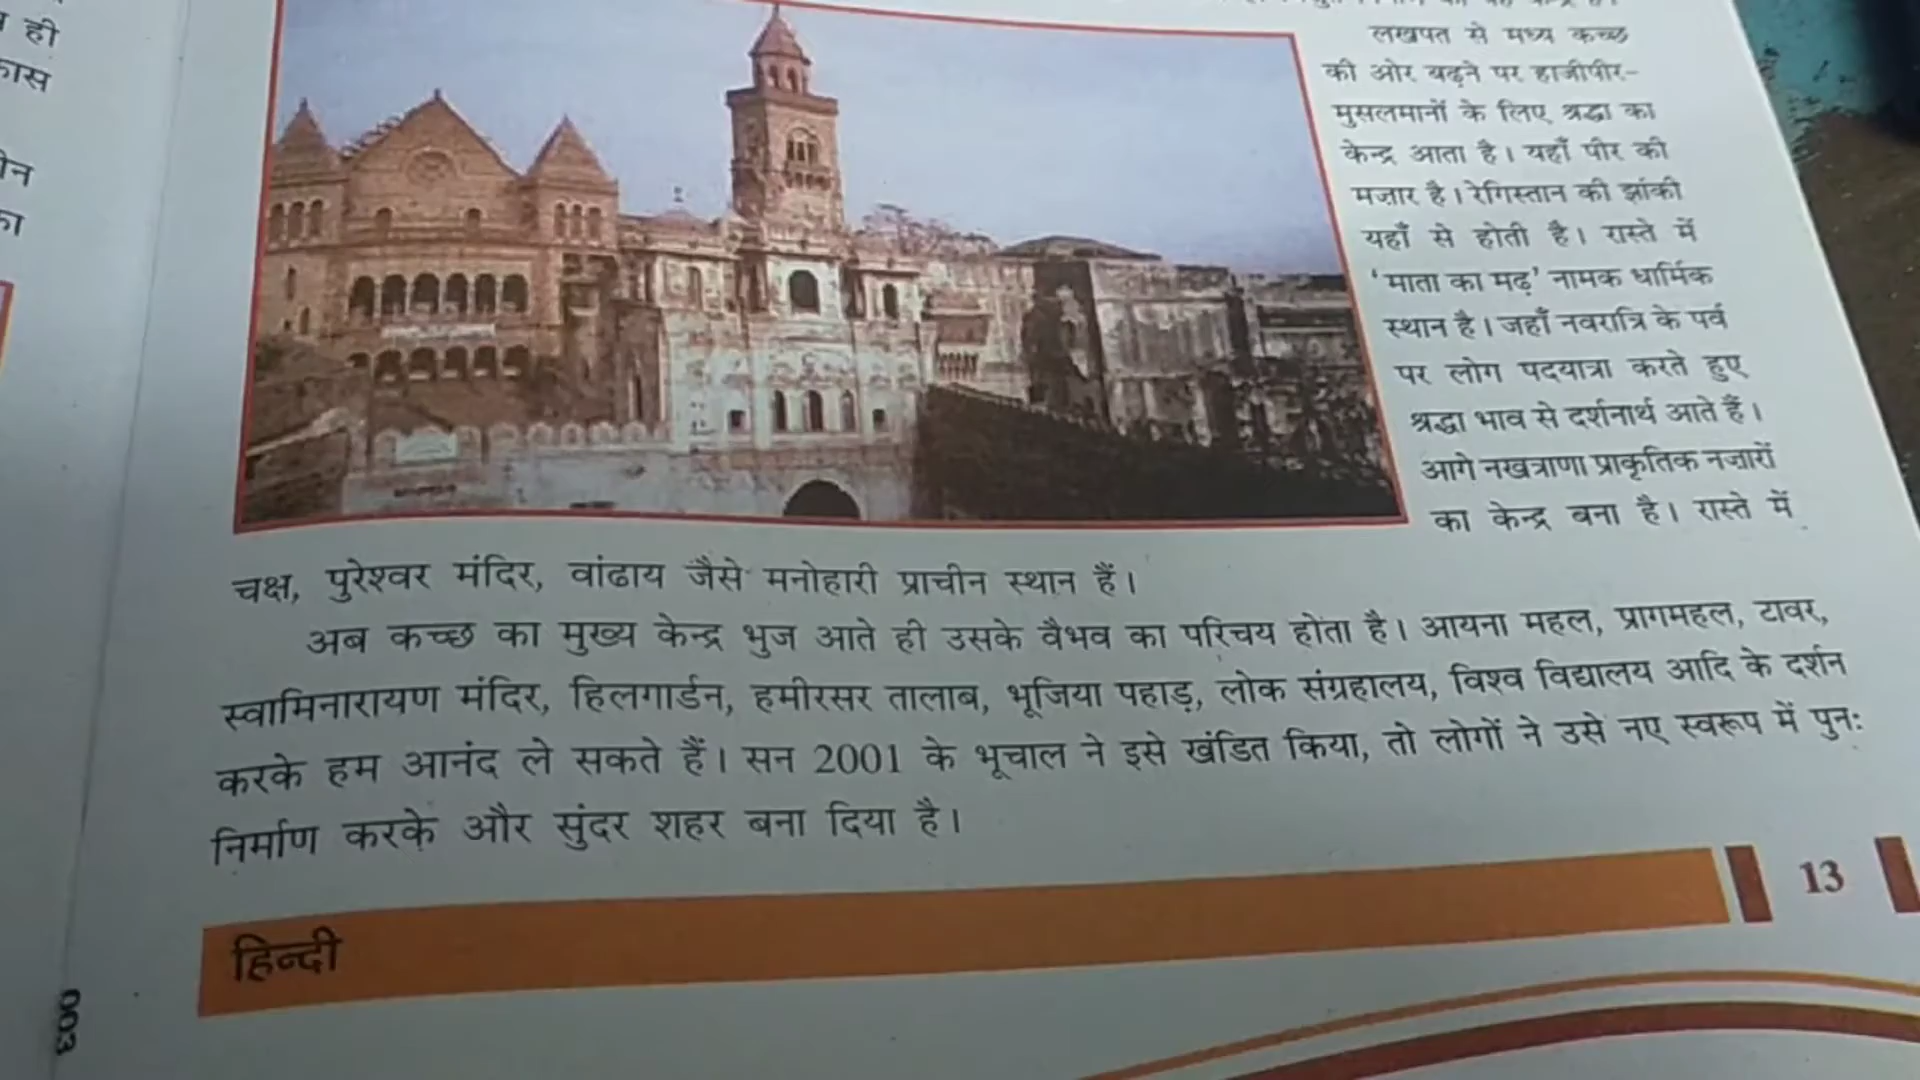 ही
लखपत से मध्य कच्छ
की ओर बढ़ने पर हाजीपीर-
मुसलमानों के लिए श्रद्धा का
केन्द्र आता है। यहाँ पीर की
मज़ार है। रेगिस्तान की झांकी
यहाँ से होती है। रास्ते में
‘माता का मढ़’ नामक धार्मिक
स्थान है। जहाँ नवरात्रि के पर्व
पर लोग पदयात्रा करते हुए
श्रद्धा भाव से दर्शनार्थ आते हैं।
आगे नखत्राणा प्राकृतिक नज़ारों
का केन्द्र बना है। रास्ते में
चक्ष, पुरेश्वर मंदिर, वांढाय जैसे मनोहारी प्राचीन स्थान हैं।
अब कच्छ का मुख्य केन्द्र भुज आते ही उसके वैभव का परिचय होता है। आयना महल, प्रागमहल, टावर,
स्वामिनारायण मंदिर, हिलगार्डन, हमीरसर तालाब, भूजिया पहाड़, लोक संग्रहालय, विश्व विद्यालय आदि के दर्शन
करके हम आनंद ले सकते हैं। सन 2001 के भूचाल ने इसे खंडित किया, तो लोगों ने उसे नए स्वरूप में पुनः
निर्माण करके और सुंदर शहर बना दिया है।
13
हिन्दी
003